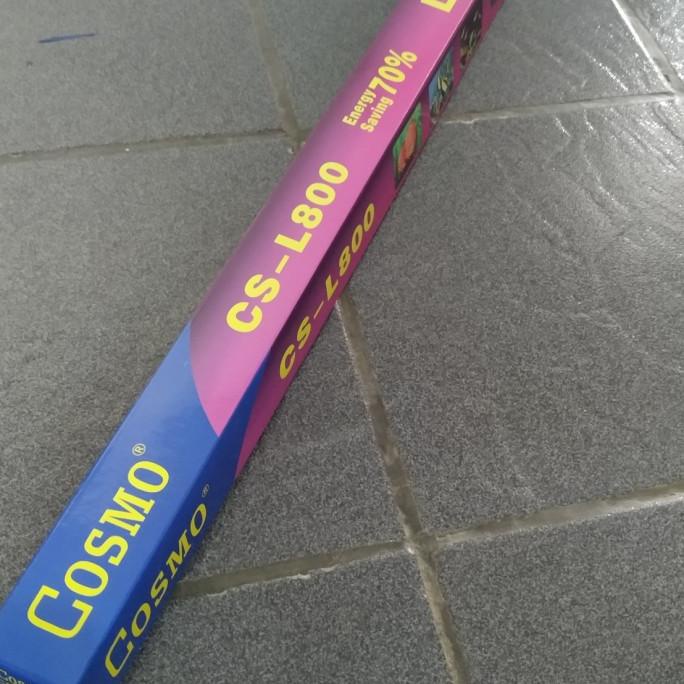 COSMO®
CS-L800
Energy
Saving 70%
COSMO®
CS-L800